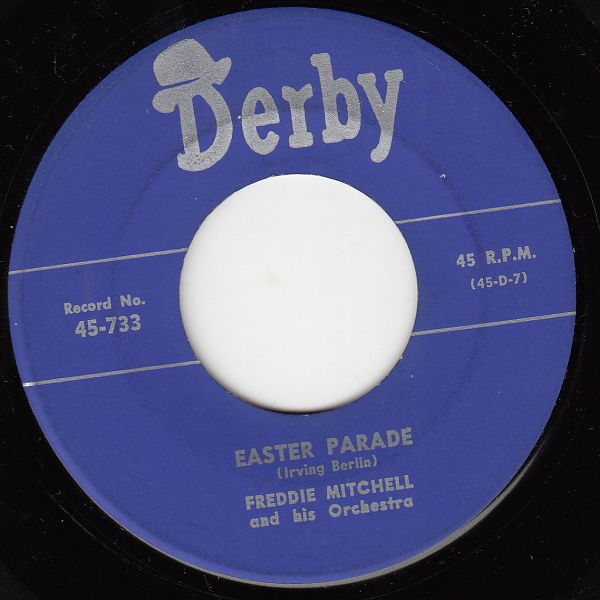 Derby
Record No.
45-733
45 R.P.M.
(45-D-7)
EASTER PARADE
(Irving Berlin)
FREDDIE MITCHELL
and his Orchestra